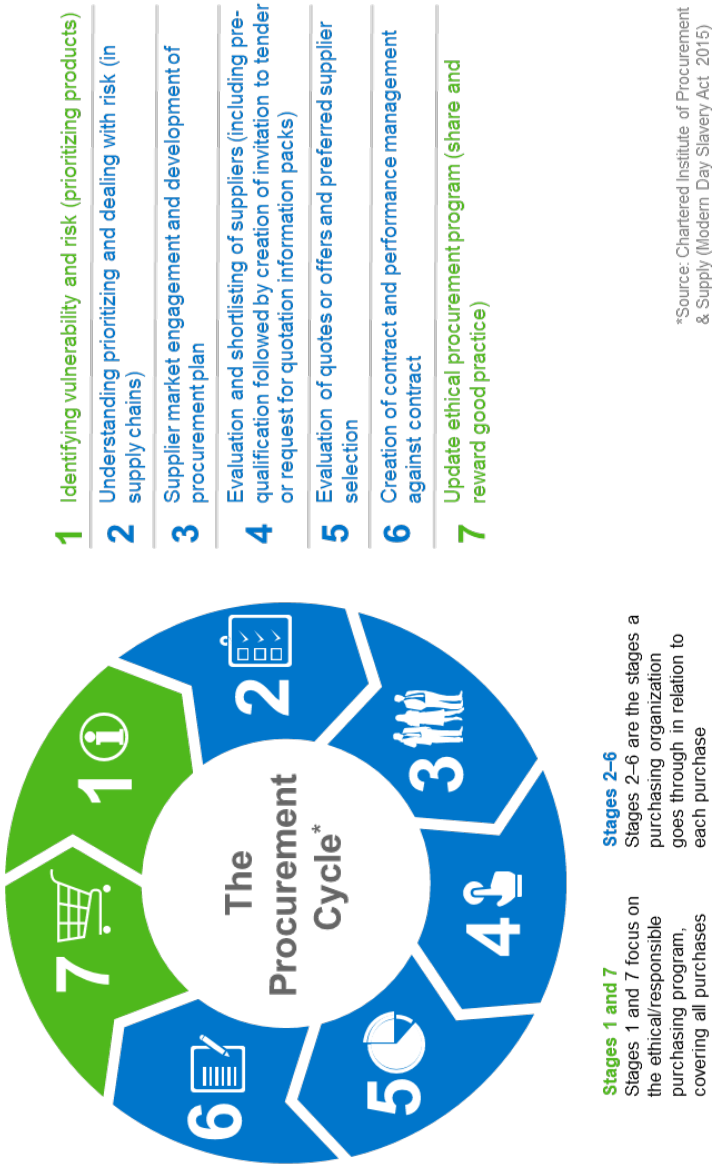 The
Procurement
Cycle*
1
2
3
4
5
6
7
Stages 1 and 7
Stages 1 and 7 focus on
the ethical/responsible
purchasing program,
covering all purchases
Stages 2–6
Stages 2–6 are the stages a
purchasing organization
goes through in relation to
each purchase
1 Identifying vulnerability and risk (prioritizing products)
2 Understanding prioritizing and dealing with risk (in
supply chains)
3 Supplier market engagement and development of
procurement plan
4 Evaluation and shortlisting of suppliers (including pre-
qualification followed by creation of invitation to tender
or request for quotation information packs)
5 Evaluation of quotes or offers and preferred supplier
selection
6 Creation of contract and performance management
against contract
7 Update ethical procurement program (share and
reward good practice)
*Source: Chartered Institute of Procurement
& Supply (Modern Day Slavery Act 2015)